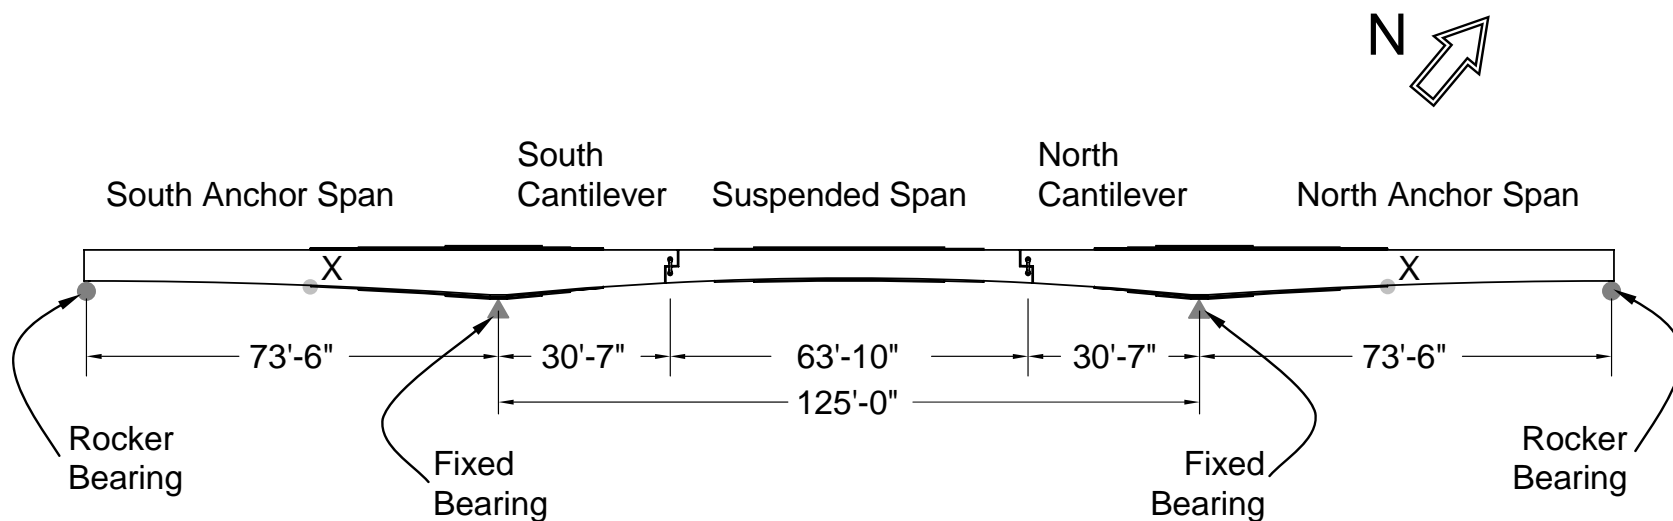 N
South
Cantilever
North
Cantilever
South Anchor Span
Suspended Span
North Anchor Span
X
X
73'-6"
30'-7"
63'-10"
30'-7"
73'-6"
125'-0"
Rocker
Bearing
Fixed
Bearing
Fixed
Bearing
Rocker
Bearing